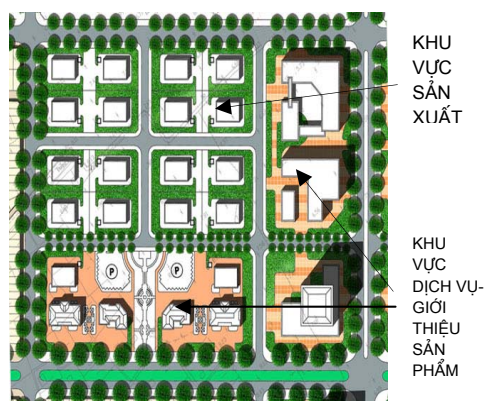 KHU
VỰC
SẢN
XUẤT
KHU
VỰC
DỊCH VỤ-
GIỚI
THIỆU
SẢN
PHẨM
P
P